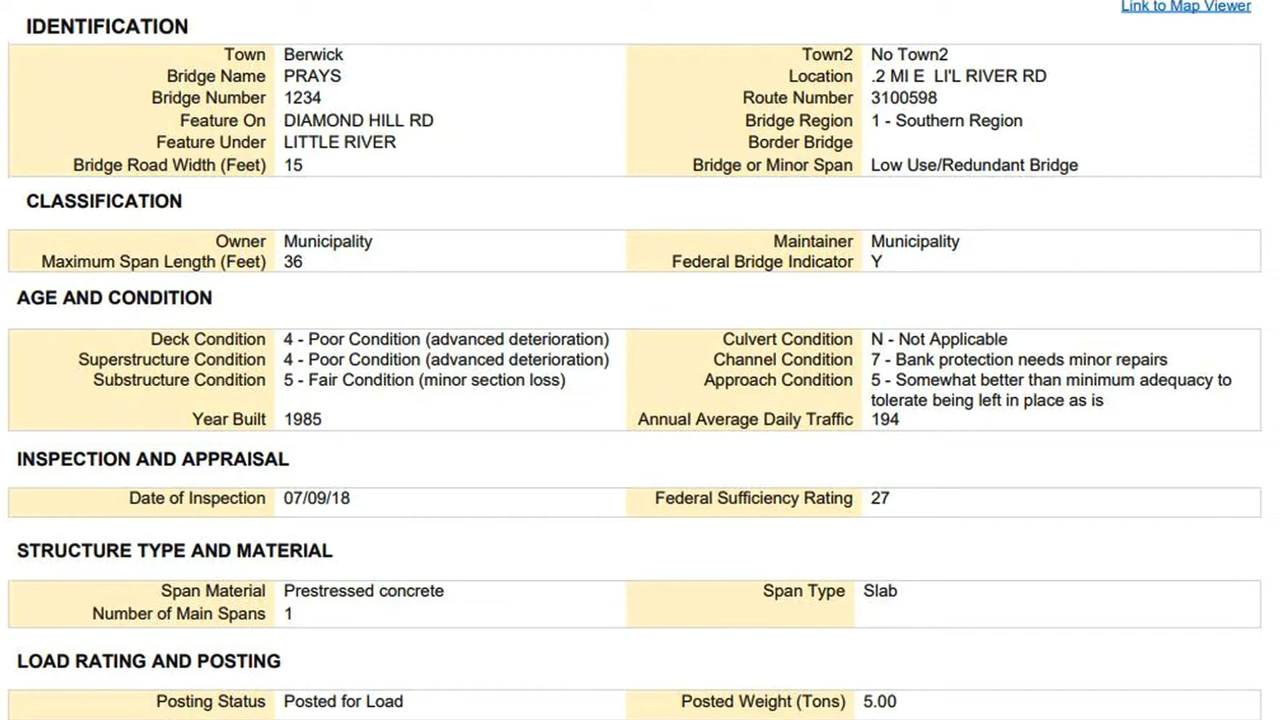 Link to Map Viewer
IDENTIFICATION
Town Berwick Town2 No Town2
Bridge Name PRAYS Location .2 MI E LI'L RIVER RD
Bridge Number 1234 Route Number 3100598
Feature On DIAMOND HILL RD Bridge Region 1 - Southern Region
Feature Under LITTLE RIVER Border Bridge
Bridge Road Width (Feet) 15 Bridge or Minor Span Low Use/Redundant Bridge
CLASSIFICATION
Owner Municipality Maintainer Municipality
Maximum Span Length (Feet) 36 Federal Bridge Indicator Y
AGE AND CONDITION
Deck Condition 4 - Poor Condition (advanced deterioration) Culvert Condition N - Not Applicable
Superstructure Condition 4 - Poor Condition (advanced deterioration) Channel Condition 7 - Bank protection needs minor repairs
Substructure Condition 5 - Fair Condition (minor section loss) Approach Condition 5 - Somewhat better than minimum adequacy to
tolerate being left in place as is
Year Built 1985 Annual Average Daily Traffic 194
INSPECTION AND APPRAISAL
Date of Inspection 07/09/18 Federal Sufficiency Rating 27
STRUCTURE TYPE AND MATERIAL
Span Material Prestressed concrete Span Type Slab
Number of Main Spans 1
LOAD RATING AND POSTING
Posting Status Posted for Load Posted Weight (Tons) 5.00